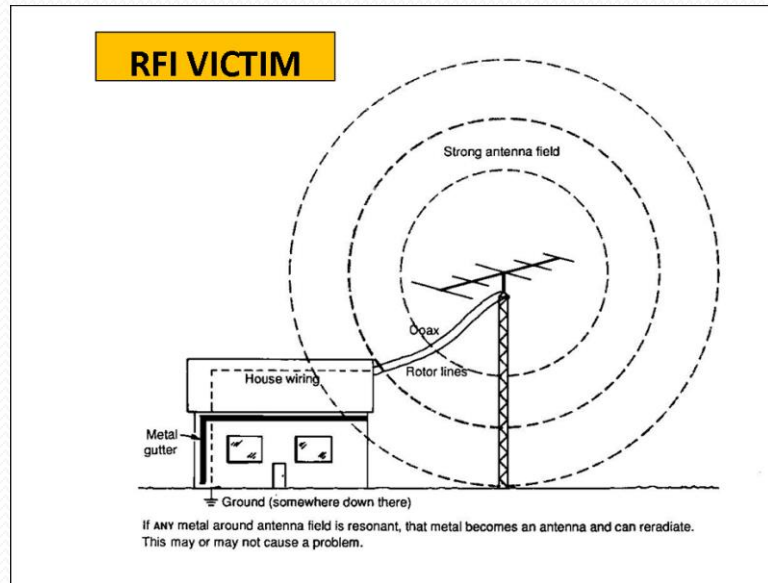 RFI VICTIM
Strong antenna field
Coax
Rotor lines
House wiring
Metal
gutter
Ground (somewhere down there)
If ANY metal around antenna field is resonant, that metal becomes an antenna and can reradiate.
This may or may not cause a problem.